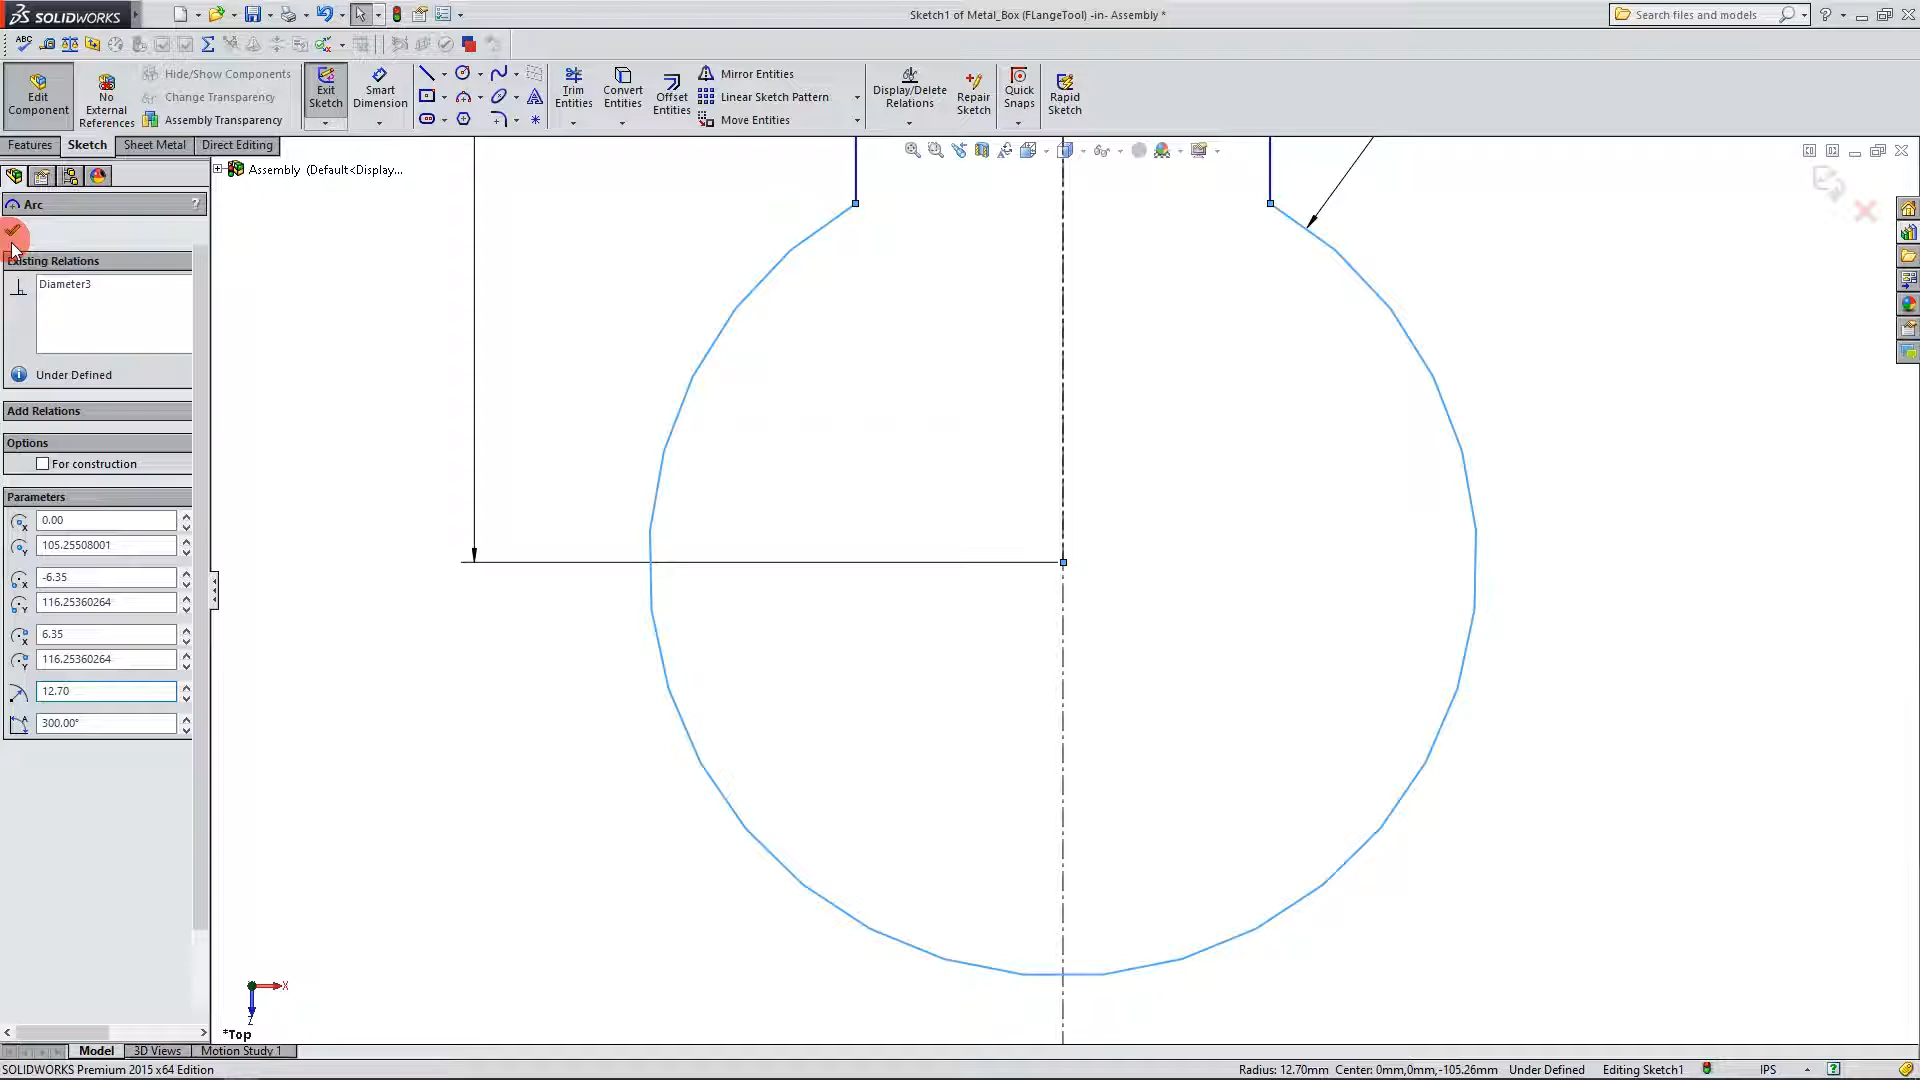 SOLIDWORKS
Sketch1 of Metal_Box (FLangeTool) -in- Assembly *
Search files and models
ABC
Edit Component
No External References
Hide/Show Components
Change Transparency
Assembly Transparency
Exit Sketch
Smart Dimension
Trim Entities
Convert Entities
Offset Entities
Mirror Entities
Linear Sketch Pattern
Move Entities
Display/Delete Relations
Repair Sketch
Quick Snaps
Rapid Sketch
Features
Sketch
Sheet Metal
Direct Editing
Assembly (Default<Display...
Arc
?
Existing Relations
Diameter3
Under Defined
Add Relations
Options
For construction
Parameters
0.00
105.25508001
-6.35
116.25360264
6.35
116.25360264
12.70
300.00°
X
Z
*Top
Model
3D Views
Motion Study 1
SOLIDWORKS Premium 2015 x64 Edition
Radius: 12.70mm Center: 0mm,0mm,-105.26mm
Under Defined
Editing Sketch1
IPS